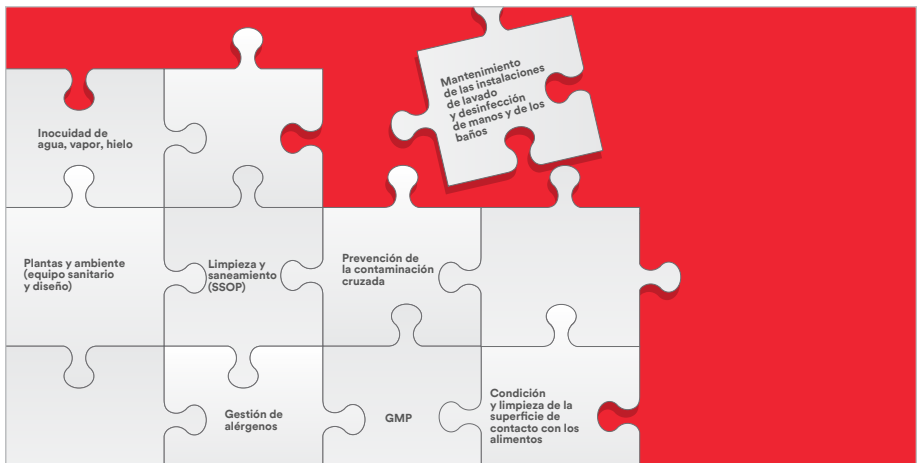 Mantenimiento
de las instalaciones
de lavado
y desinfección
de manos y de los
baños
Inocuidad de
agua, vapor, hielo
Plantas y ambiente
(equipo sanitario
y diseño)
Limpieza y
saneamiento
(SSOP)
Prevención de
la contaminación
cruzada
Gestión de
alérgenos
GMP
Condición
y limpieza de la
superficie de
contacto con los
alimentos